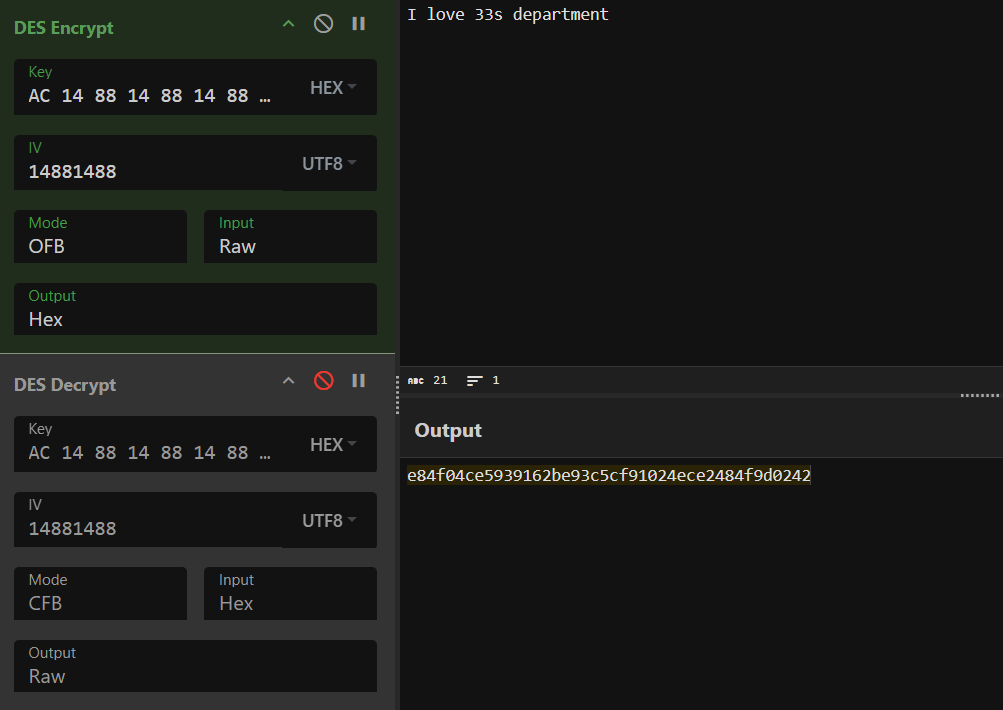 DES Encrypt
Key
AC 14 88 14 88 14 88 …
HEX
IV
14881488
UTF8
Mode
OFB
Input
Raw
Output
Hex
DES Decrypt
Key
AC 14 88 14 88 14 88 …
HEX
IV
14881488
UTF8
Mode
CFB
Input
Hex
Output
Raw
I love 33s department
ABC 21 1
Output
e84f04ce5939162be93c5cf91024ece2484f9d0242